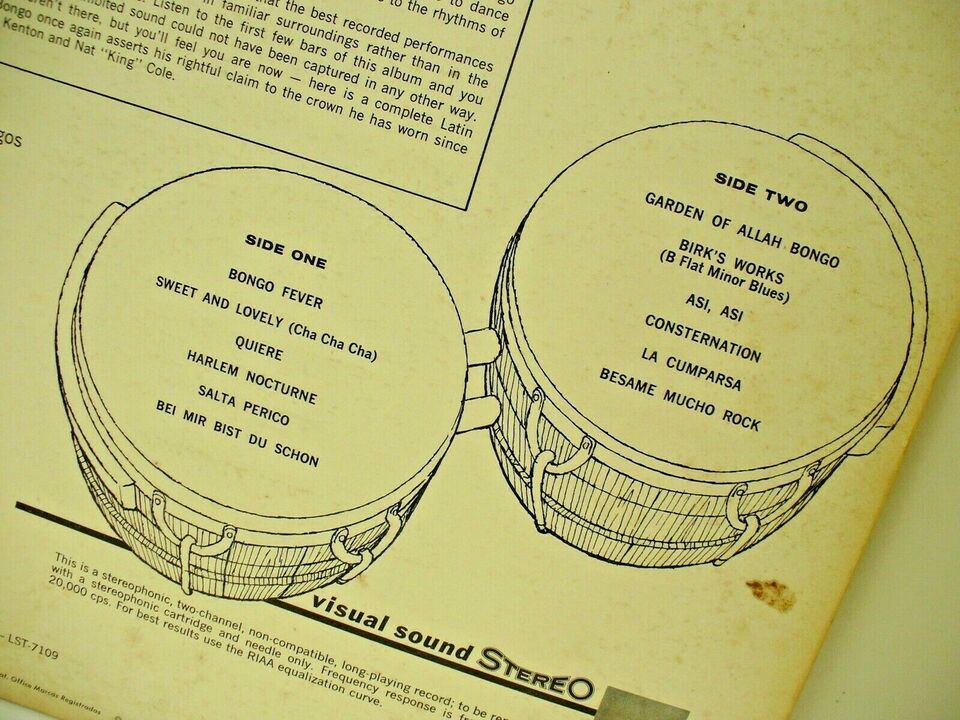 to dance
to the rhythms of
that the best recorded performances
in familiar surroundings rather than in the
Listen to the first few bars of this album and you
sound could not have been captured in any other way.
there, but you'll feel you are now — here is a complete Latin
once again asserts his rightful claim to the crown he has worn since
Kenton and Nat "King" Cole.
gos
SIDE ONE
BONGO FEVER
SWEET AND LOVELY (Cha Cha Cha)
QUIERE
HARLEM NOCTURNE
SALTA PERICO
BEI MIR BIST DU SCHON
SIDE TWO
GARDEN OF ALLAH BONGO
BIRK'S WORKS
(B Flat Minor Blues)
ASI, ASI
CONSTERNATION
LA CUMPARSA
BESAME MUCHO ROCK
visual sound STEREO
This is a stereophonic, two-channel, non-compatible, long-playing record; to be
with a stereophonic cartridge and needle only. Frequency response is
20,000 cps. For best results use the RIAA equalization curve.
– LST-7109
Office Marcas Registradas